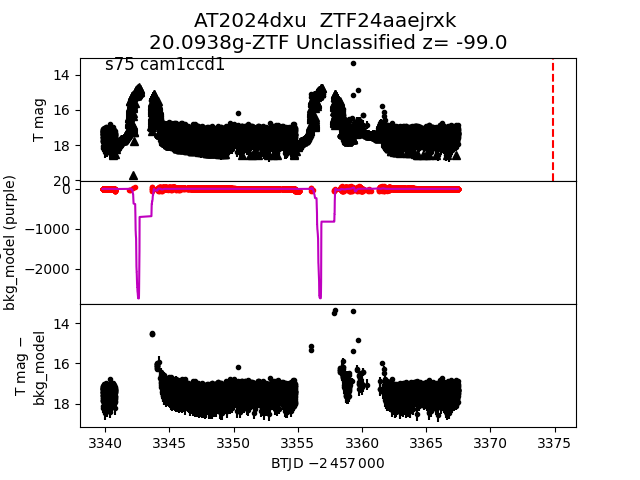 AT2024dxu  ZTF24aaejrxk
20.0938g-ZTF Unclassified z= -99.0
s75 cam1ccd1
T mag
14
16
18
20
bkg_model (purple)
0
−1000
−2000
T mag −
bkg_model
14
16
18
3340 3345 3350 3355 3360 3365 3370 3375
BTJD −2 457 000